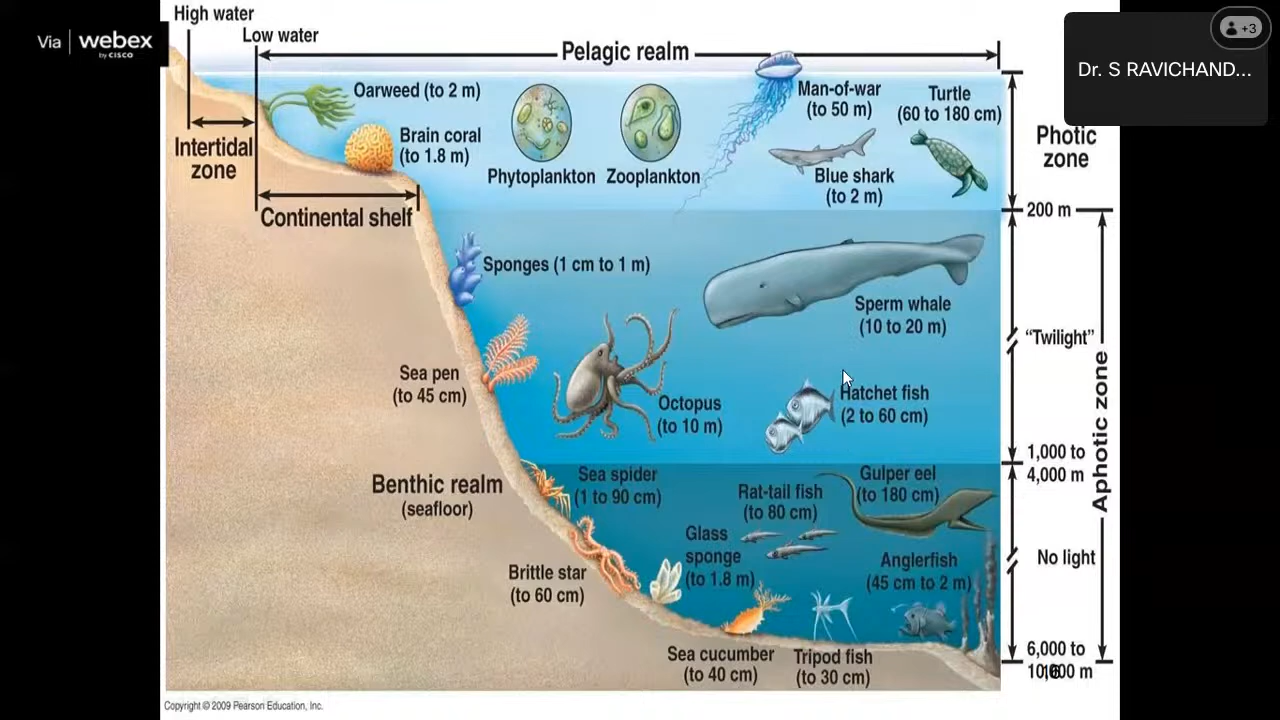 High water
Via webex
by CISCO
Low water
Pelagic realm
+3
Dr. S RAVICHAND...
Oarweed (to 2 m)
Man-of-war
(to 50 m)
Turtle
(60 to 180 cm)
Brain coral
(to 1.8 m)
Intertidal
zone
Phytoplankton
Zooplankton
Blue shark
(to 2 m)
Photic
zone
Continental shelf
200 m
Sponges (1 cm to 1 m)
Sperm whale
(10 to 20 m)
“Twilight”
Sea pen
(to 45 cm)
Octopus
(to 10 m)
Hatchet fish
(2 to 60 cm)
Aphotic zone
1,000 to
4,000 m
Benthic realm
(seafloor)
Sea spider
(1 to 90 cm)
Rat-tail fish
(to 80 cm)
Gulper eel
(to 180 cm)
Glass
sponge
(to 1.8 m)
Anglerfish
(45 cm to 2 m)
No light
Brittle star
(to 60 cm)
Sea cucumber
(to 40 cm)
Tripod fish
(to 30 cm)
6,000 to
10,000 m
Copyright © 2009 Pearson Education, Inc.